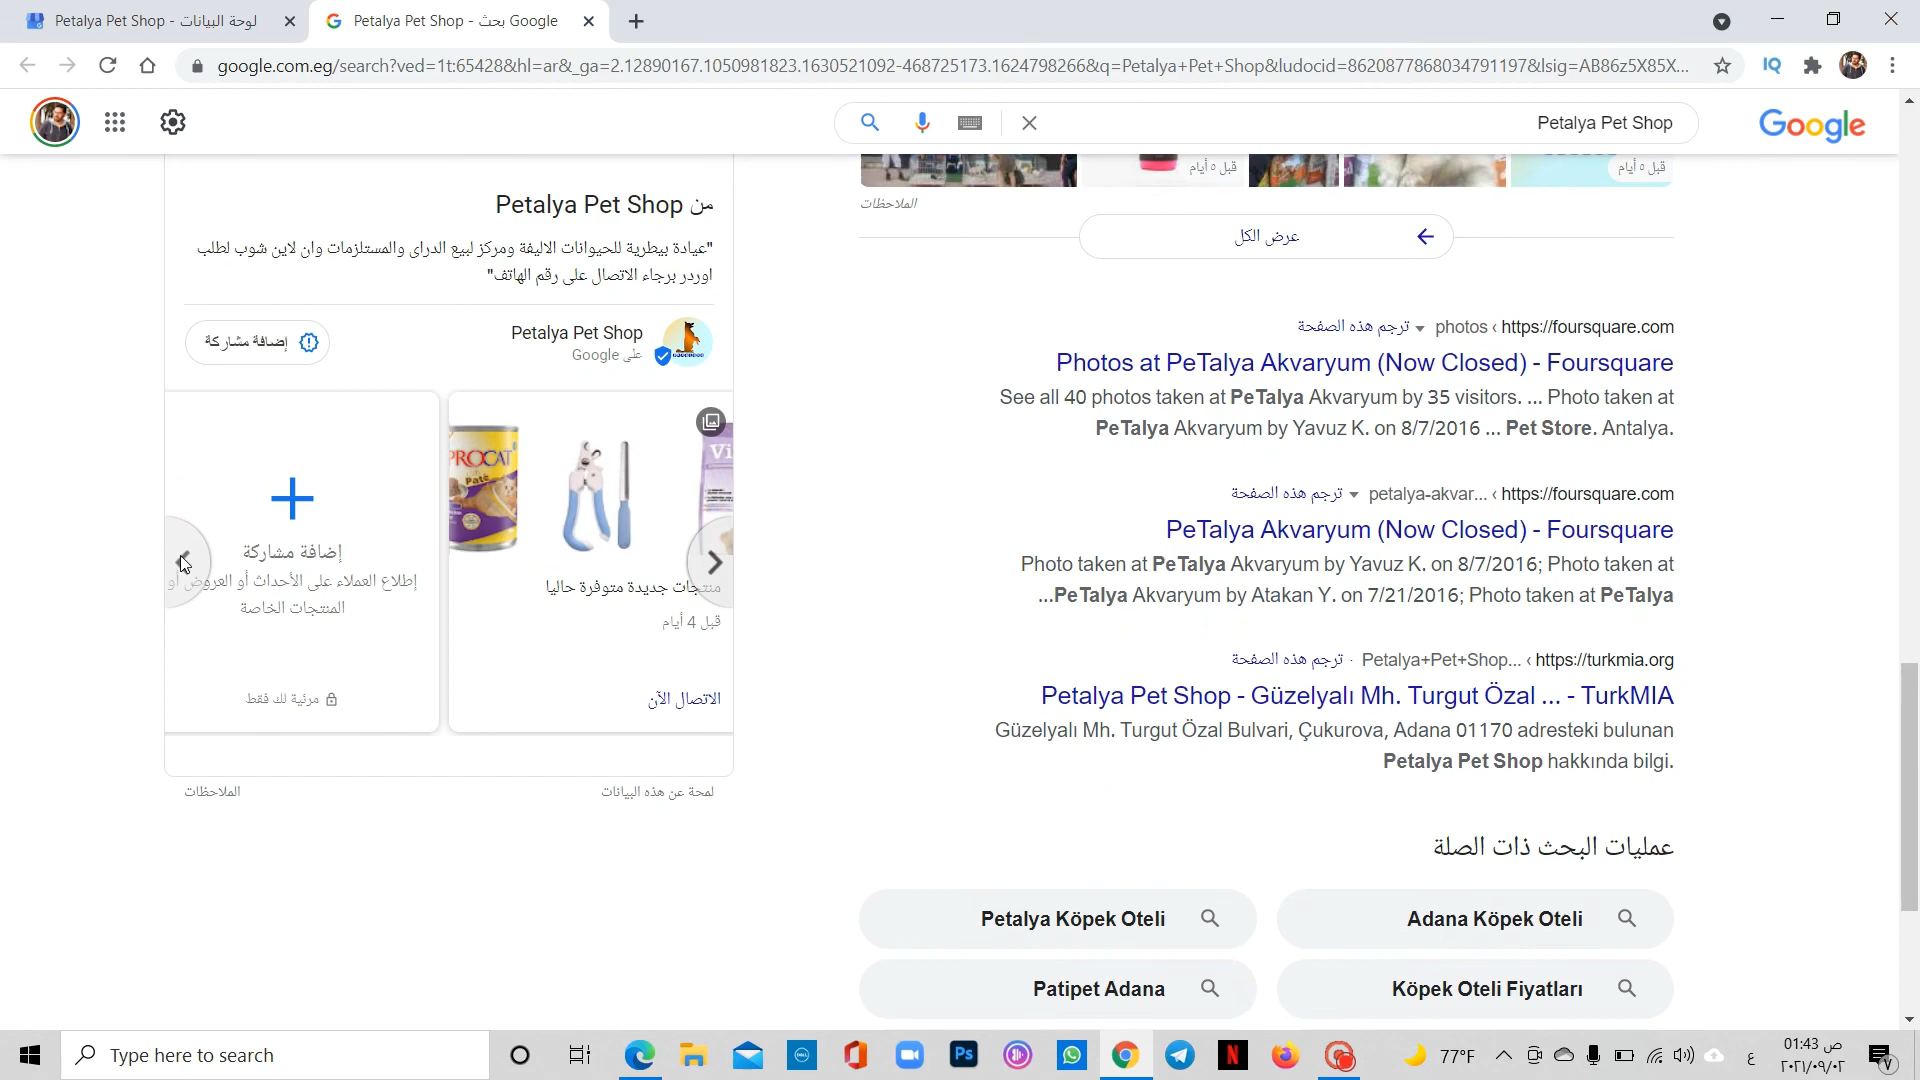 Petalya Pet Shop - لوحة البيانات
Petalya Pet Shop - بحث Google
google.com.eg/search?ved=1t:65428&hl=ar&_ga=2.12890167.1050981823.1630521092-468725173.1624798266&q=Petalya+Pet+Shop&ludocid=8620877868034791197&lsig=AB86z5X85X...
IQ
Petalya Pet Shop
Google
قبل ٥ أيام
قبل ٥ أيام
الملاحظات
عرض الكل
https://foursquare.com › photos ترجم هذه الصفحة
Photos at PeTalya Akvaryum (Now Closed) - Foursquare
See all 40 photos taken at PeTalya Akvaryum by 35 visitors. ... Photo taken at
PeTalya Akvaryum by Yavuz K. on 8/7/2016 ... Pet Store. Antalya.
https://foursquare.com › petalya-akvar... ترجم هذه الصفحة
PeTalya Akvaryum (Now Closed) - Foursquare
Photo taken at PeTalya Akvaryum by Yavuz K. on 8/7/2016; Photo taken at
PeTalya Akvaryum by Atakan Y. on 7/21/2016; Photo taken at PeTalya...
https://turkmia.org › Petalya+Pet+Shop... · ترجم هذه الصفحة
Petalya Pet Shop - Güzelyalı Mh. Turgut Özal ... - TurkMIA
Güzelyalı Mh. Turgut Özal Bulvari, Çukurova, Adana 01170 adresteki bulunan
Petalya Pet Shop hakkında bilgi.
عمليات البحث ذات الصلة
Adana Köpek Oteli
Petalya Köpek Oteli
Köpek Oteli Fiyatları
Patipet Adana
من Petalya Pet Shop
"عيادة بيطرية للحيوانات الاليفة ومركز لبيع الدراى والمستلزمات وان لاين شوب لطلب
اوردر برجاء الاتصال على رقم الهاتف"
Petalya Pet Shop
على Google
إضافة مشاركة
PROCAT
Paté
Vi
منتجات جديدة متوفرة حاليا
قبل 4 أيام
الاتصال الآن
إضافة مشاركة
إطلاع العملاء على الأحداث أو العروض أو
المنتجات الخاصة
مرئية لك فقط
لمحة عن هذه البيانات
الملاحظات
Type here to search
DELL
Ps
N
77°F
ع
01:43 ص
٢٠٢١/٠٩/٠٢